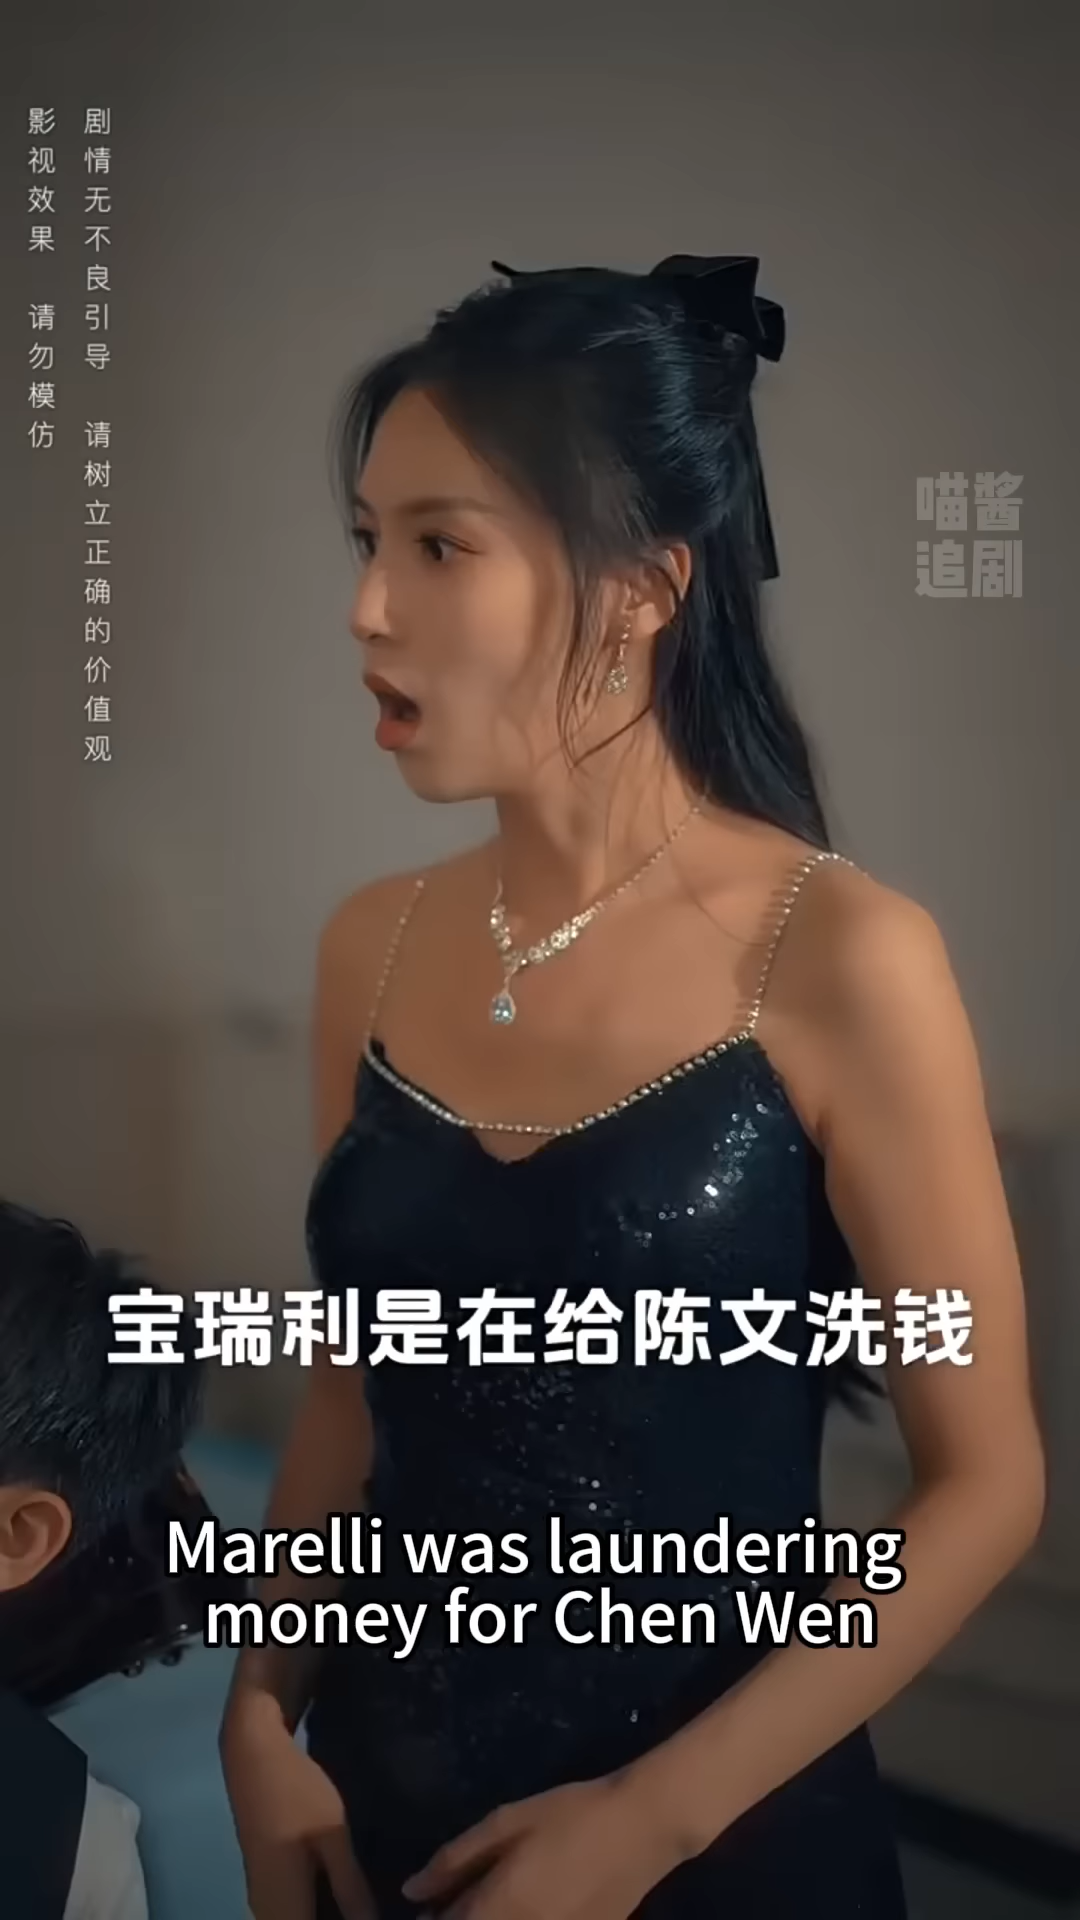 剧情无不良引导 请树立正确的价值观
影视效果 请勿模仿
喵酱
追剧
宝瑞利是在给陈文洗钱
Marelli was laundering
money for Chen Wen